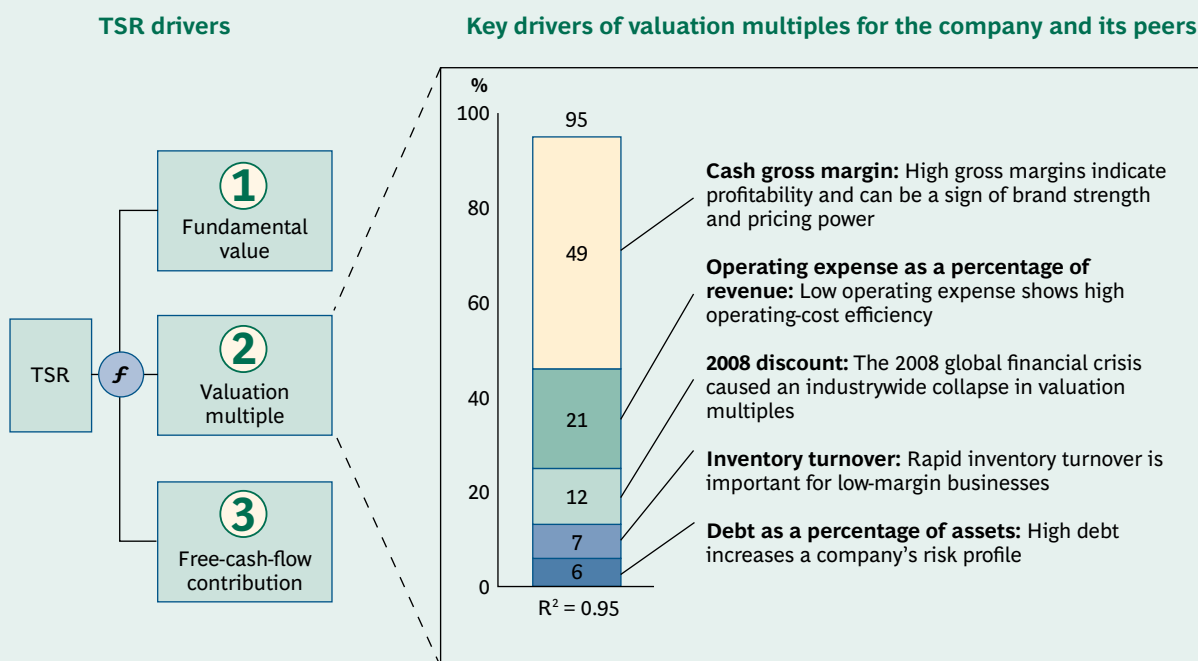 TSR drivers
Key drivers of valuation multiples for the company and its peers
TSR
f
1
Fundamental
value
2
Valuation
multiple
3
Free-cash-flow
contribution
%
100
80
60
40
20
0
95
49
21
12
7
6
R² = 0.95
Cash gross margin: High gross margins indicate
profitability and can be a sign of brand strength
and pricing power
Operating expense as a percentage of
revenue: Low operating expense shows high
operating-cost efficiency
2008 discount: The 2008 global financial crisis
caused an industrywide collapse in valuation
multiples
Inventory turnover: Rapid inventory turnover is
important for low-margin businesses
Debt as a percentage of assets: High debt
increases a company’s risk profile